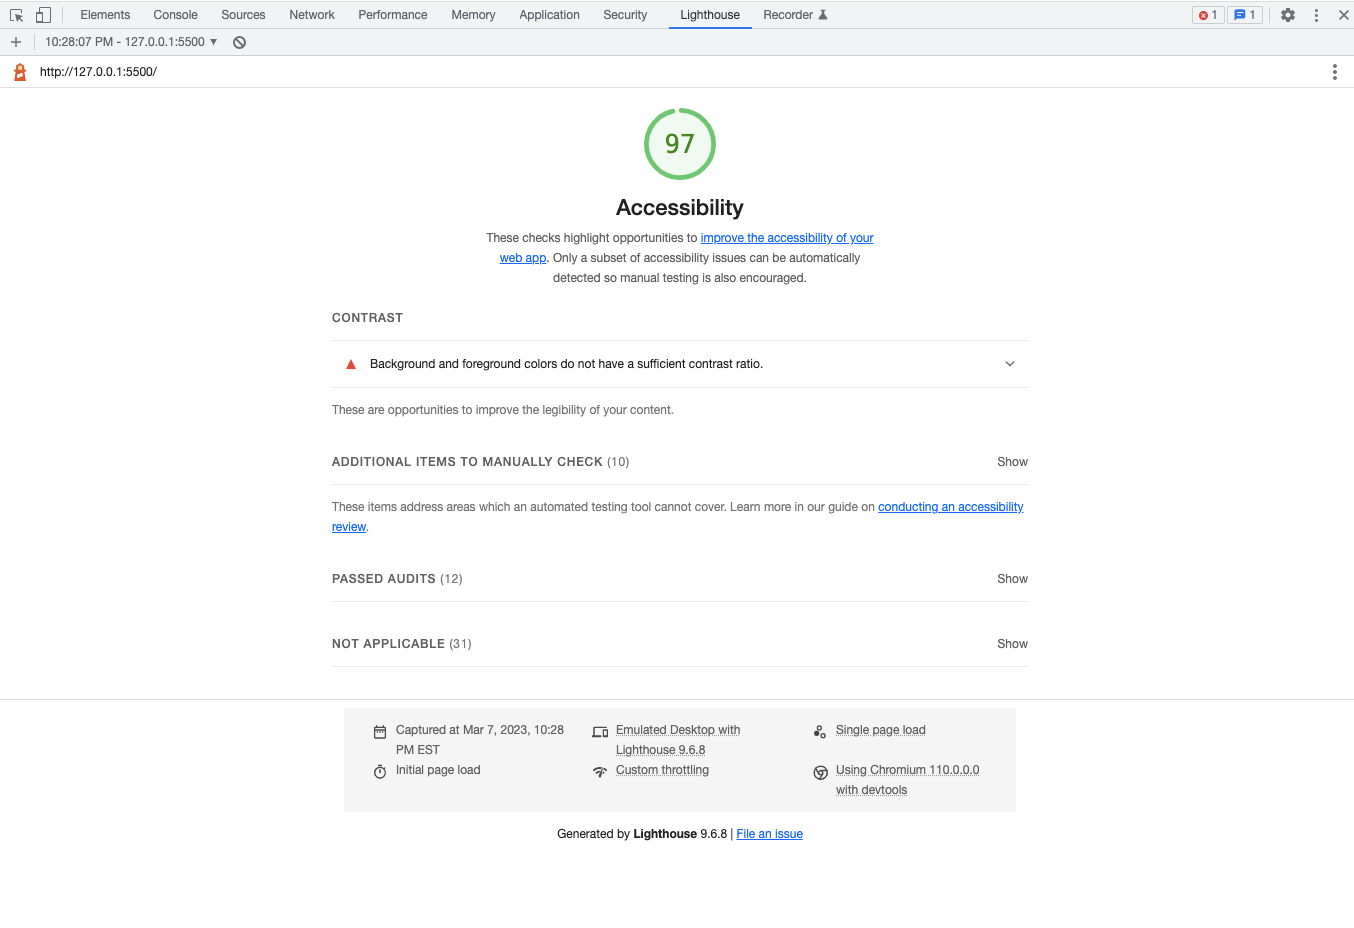 Elements Console Sources Network Performance Memory Application Security Lighthouse Recorder 1 1
10:28:07 PM - 127.0.0.1:5500
http://127.0.0.1:5500/
97
Accessibility
These checks highlight opportunities to improve the accessibility of your
web app. Only a subset of accessibility issues can be automatically
detected so manual testing is also encouraged.
CONTRAST
Background and foreground colors do not have a sufficient contrast ratio.
These are opportunities to improve the legibility of your content.
ADDITIONAL ITEMS TO MANUALLY CHECK (10) Show
These items address areas which an automated testing tool cannot cover. Learn more in our guide on conducting an accessibility
review.
PASSED AUDITS (12) Show
NOT APPLICABLE (31) Show
Captured at Mar 7, 2023, 10:28
PM EST
Emulated Desktop with
Lighthouse 9.6.8
Single page load
Initial page load
Custom throttling
Using Chromium 110.0.0.0
with devtools
Generated by Lighthouse 9.6.8 | File an issue